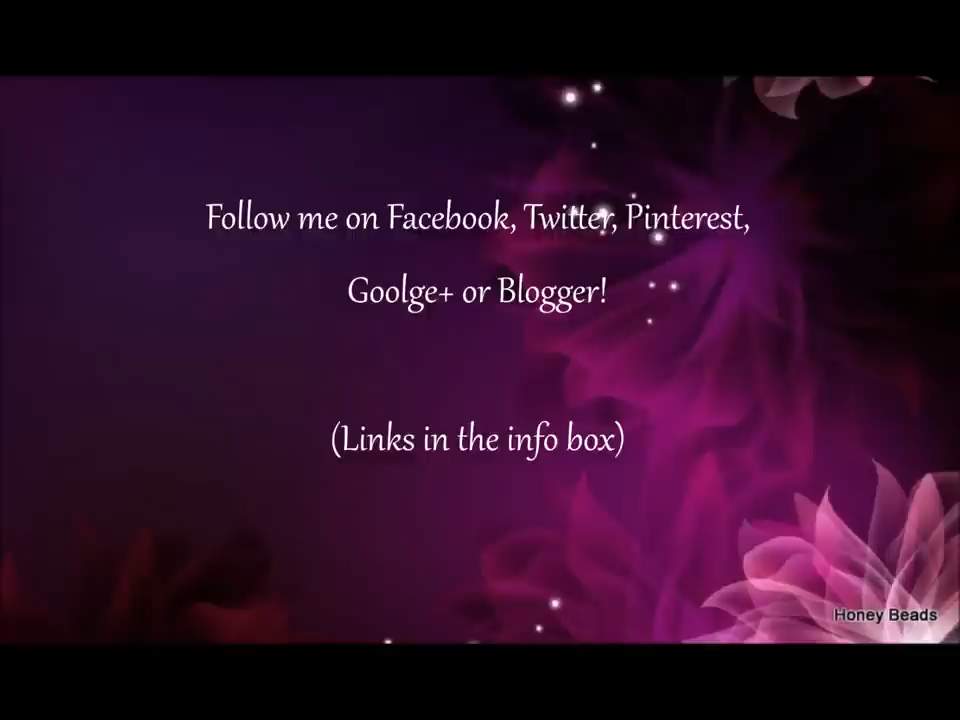 Follow me on Facebook, Twitter, Pinterest,
Goolge+ or Blogger!
(Links in the info box)
Honey Beads